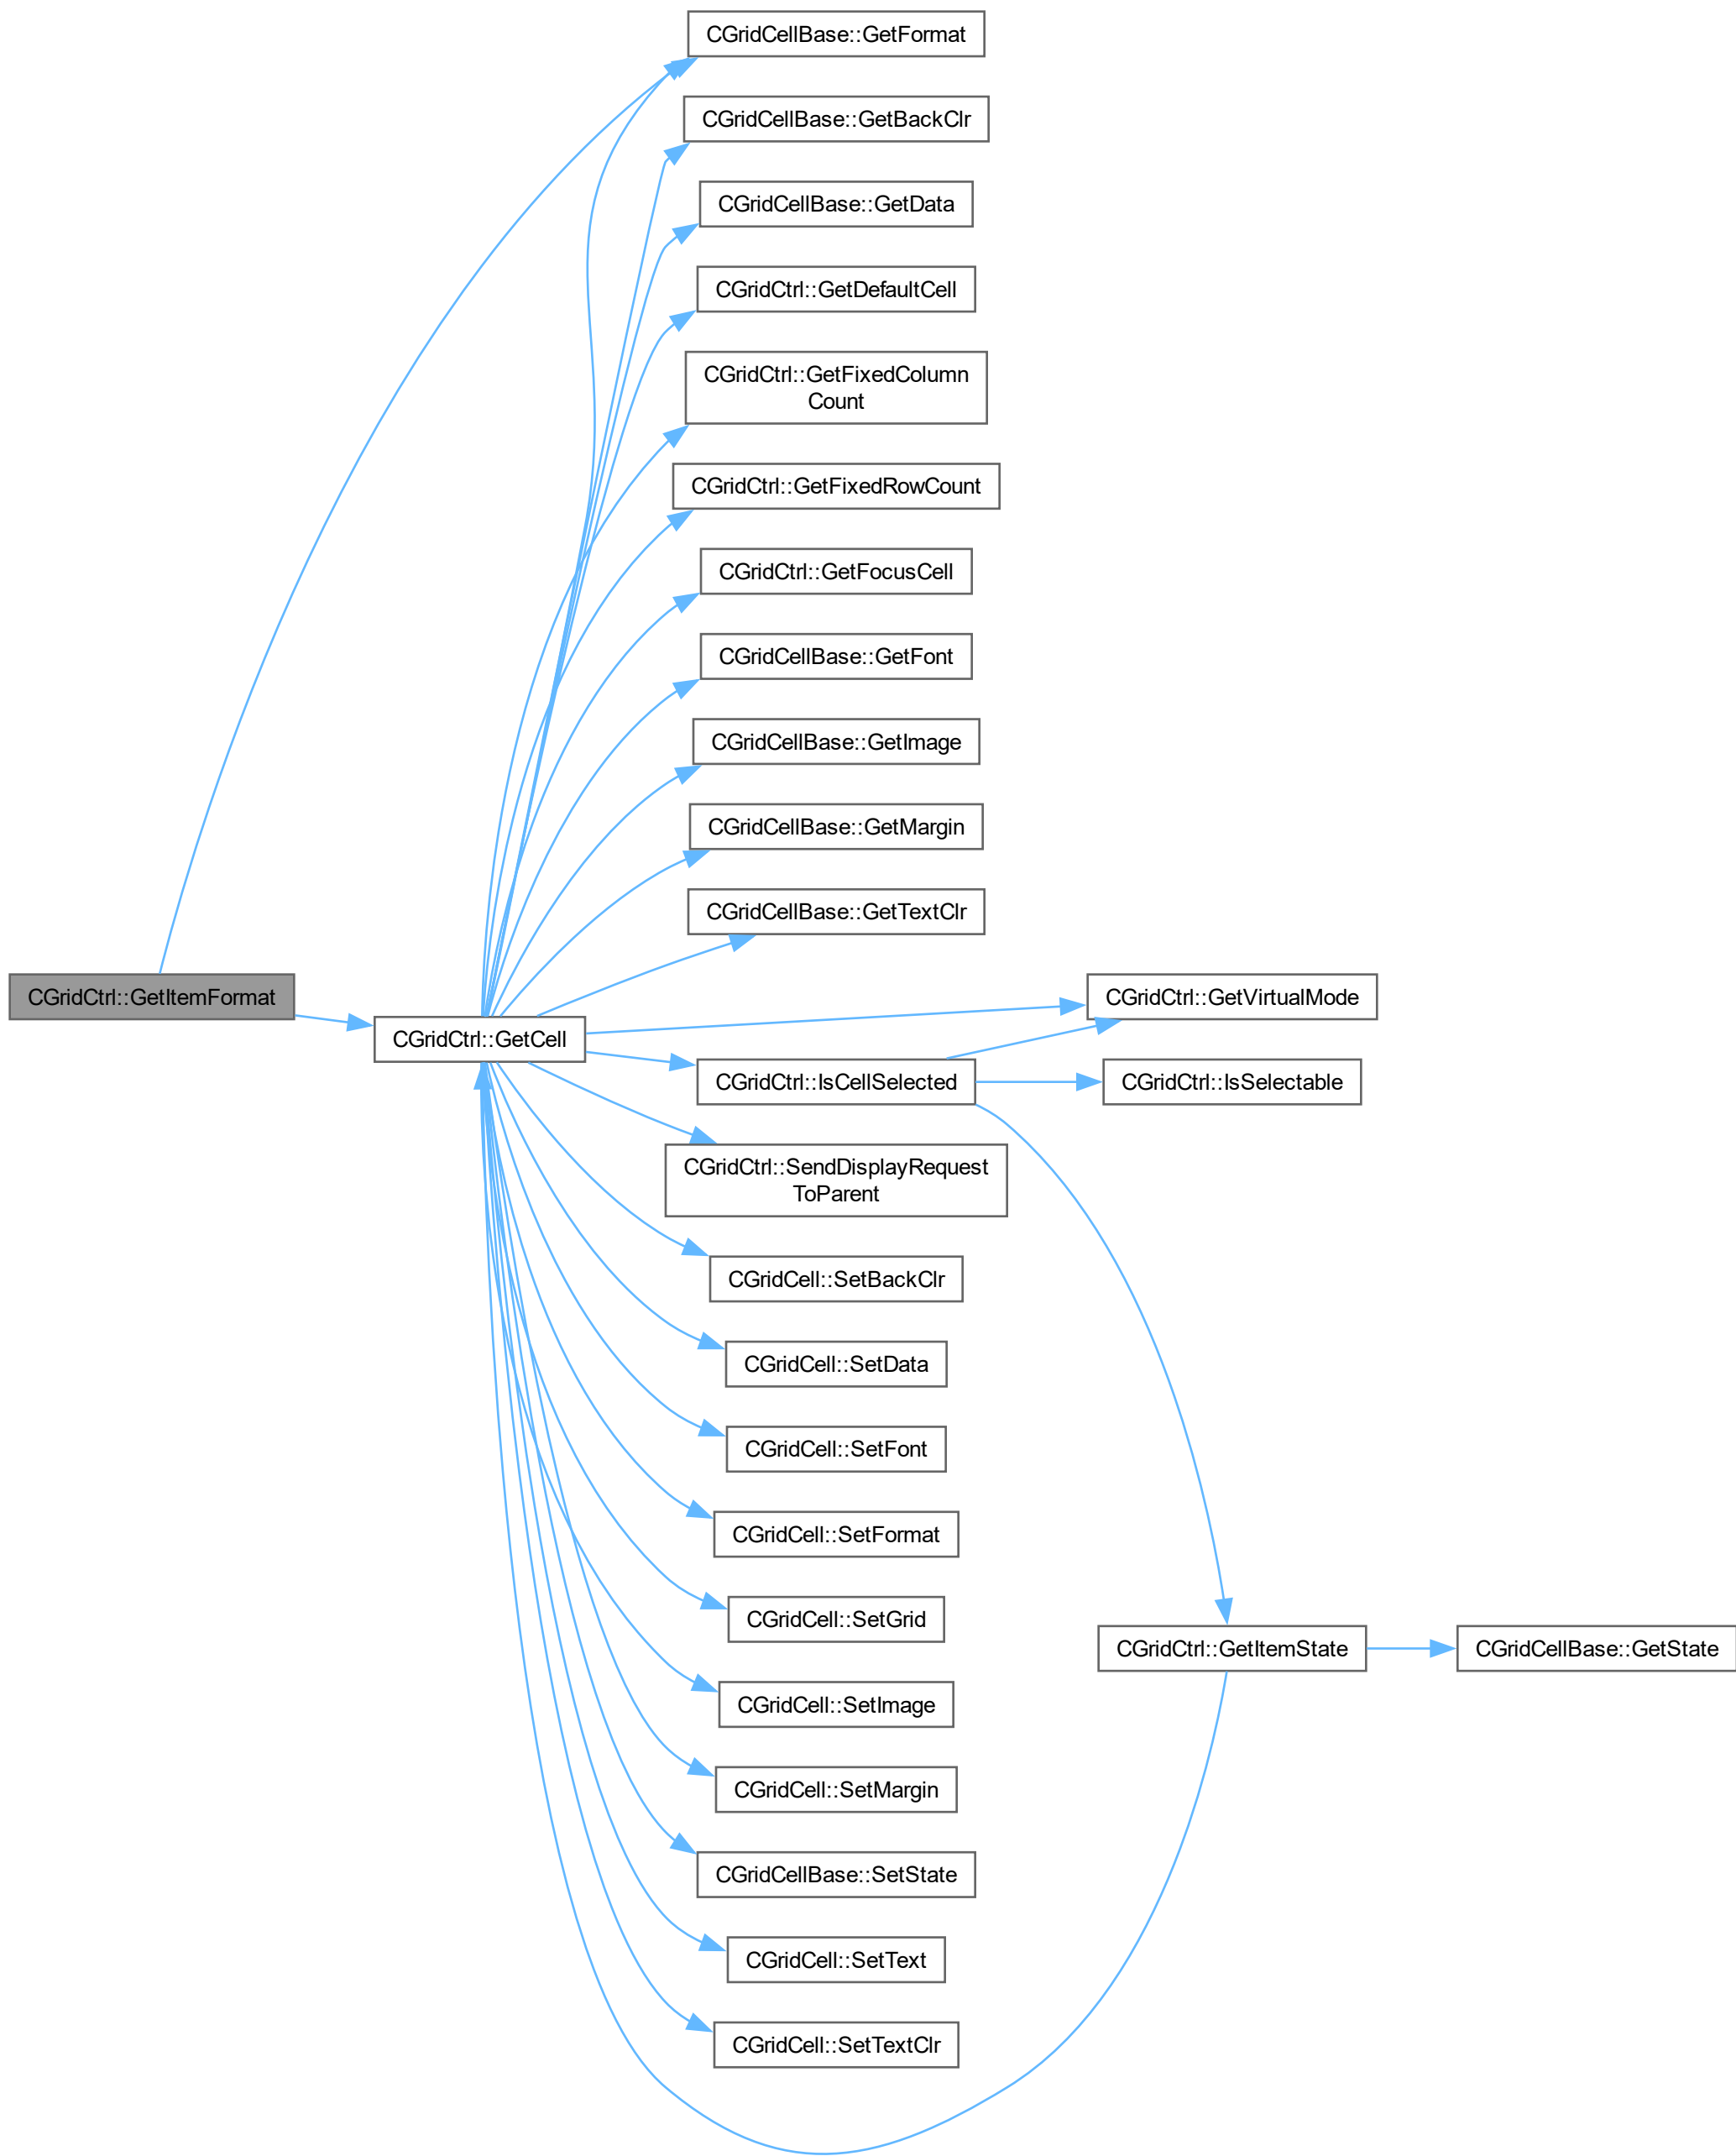 CGridCellBase::GetFormat
CGridCellBase::GetBackClr
CGridCellBase::GetData
CGridCtrl::GetDefaultCell
CGridCtrl::GetFixedColumn
Count
CGridCtrl::GetFixedRowCount
CGridCtrl::GetFocusCell
CGridCellBase::GetFont
CGridCellBase::GetImage
CGridCellBase::GetMargin
CGridCellBase::GetTextClr
CGridCtrl::GetItemFormat
CGridCtrl::GetVirtualMode
CGridCtrl::GetCell
CGridCtrl::IsCellSelected
CGridCtrl::IsSelectable
CGridCtrl::SendDisplayRequest
ToParent
CGridCell::SetBackClr
CGridCell::SetData
CGridCell::SetFont
CGridCell::SetFormat
CGridCell::SetGrid
CGridCtrl::GetItemState
CGridCellBase::GetState
CGridCell::SetImage
CGridCell::SetMargin
CGridCellBase::SetState
CGridCell::SetText
CGridCell::SetTextClr